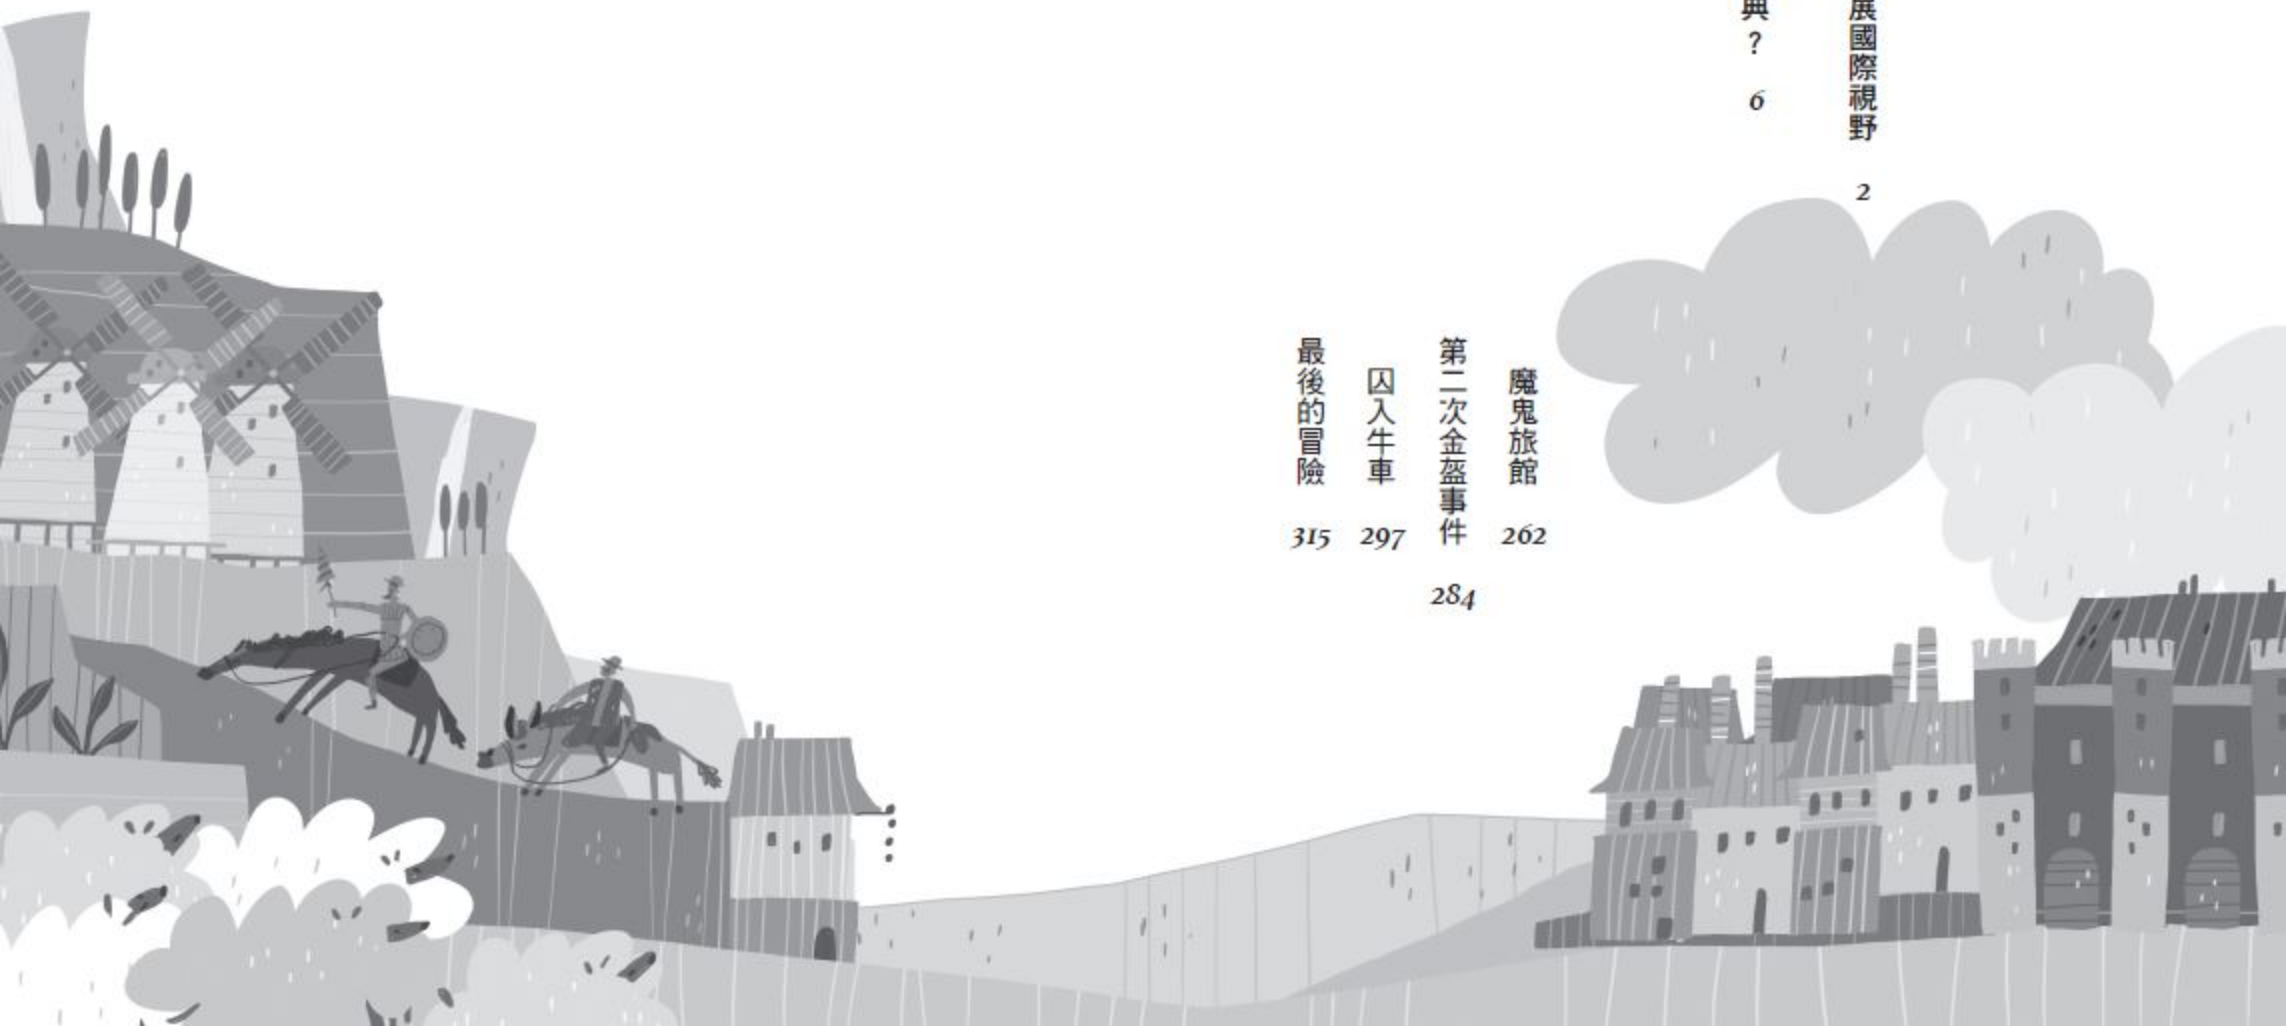 展國際視野 2
典? 6
魔鬼旅館 262
第二次金盔事件 284
囚入牛車 297
最後的冒險 315